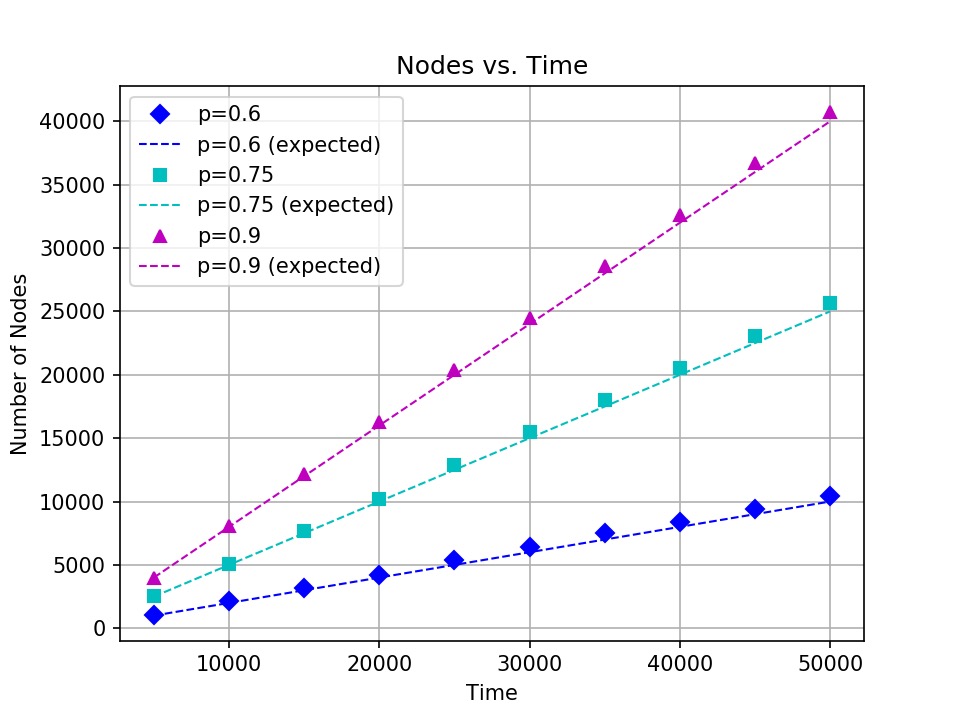 Nodes vs. Time
p=0.6
p=0.6 (expected)
p=0.75
p=0.75 (expected)
p=0.9
p=0.9 (expected)
Number of Nodes
40000
35000
30000
25000
20000
15000
10000
5000
0
10000 20000 30000 40000 50000
Time